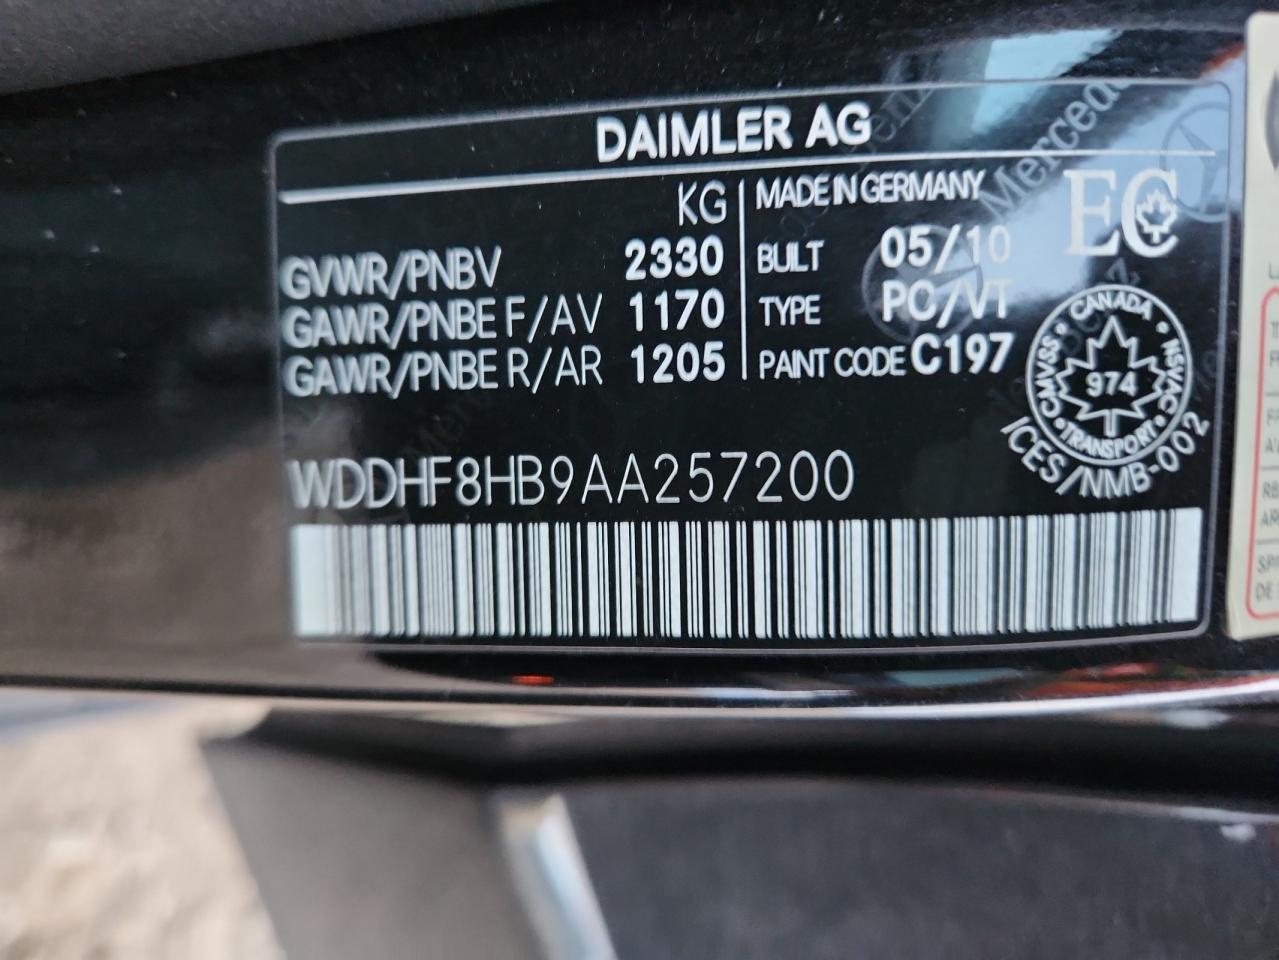 DAIMLER AG
KG
GVWR/PNBV 2330
GAWR/PNBE F/AV 1170
GAWR/PNBE R/AR 1205
MADE IN GERMANY
BUILT 05/10
TYPE PC/VT
PAINT CODE C197
EC
CANADA
CMVSS NSVAC
974
TRANSPORT
ICES/NMB-002
WDDHF8HB9AA257200